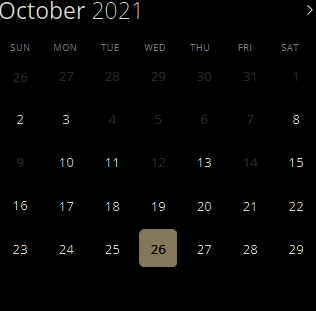 October 2021
SUN MON TUE WED THU FRI SAT
26 27 28 29 30 31 1
2 3 4 5 6 7 8
9 10 11 12 13 14 15
16 17 18 19 20 21 22
23 24 25 26 27 28 29